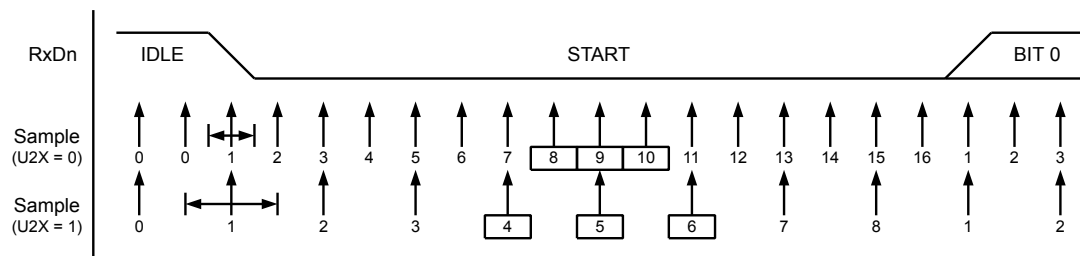 RxDn IDLE START BIT 0
Sample
(U2X = 0) 0 0 1 2 3 4 5 6 7 8 9 10 11 12 13 14 15 16 1 2 3
Sample
(U2X = 1) 0 1 2 3 4 5 6 7 8 1 2